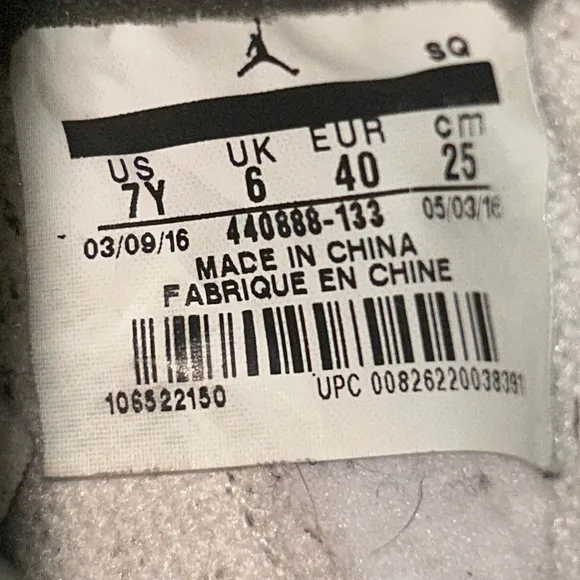 SQ
US UK EUR cm
7Y 6 40 25
03/09/16 440888-133 05/03/16
MADE IN CHINA
FABRIQUE EN CHINE
106522150 UPC 00826220038391